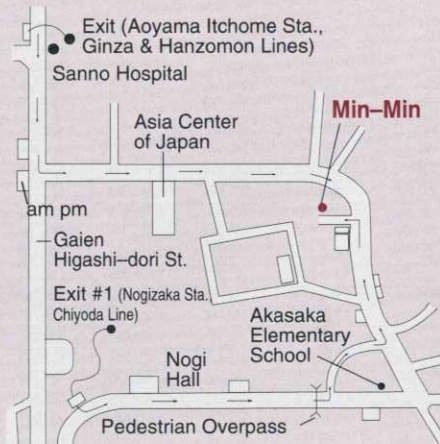 Exit (Aoyama Itchome Sta.,
Ginza & Hanzomon Lines)
Sanno Hospital
Min–Min
Asia Center
of Japan
am pm
Gaien
Higashi–dori St.
Exit #1 (Nogizaka Sta.
Chiyoda Line)
Akasaka
Elementary
School
Nogi
Hall
Pedestrian Overpass